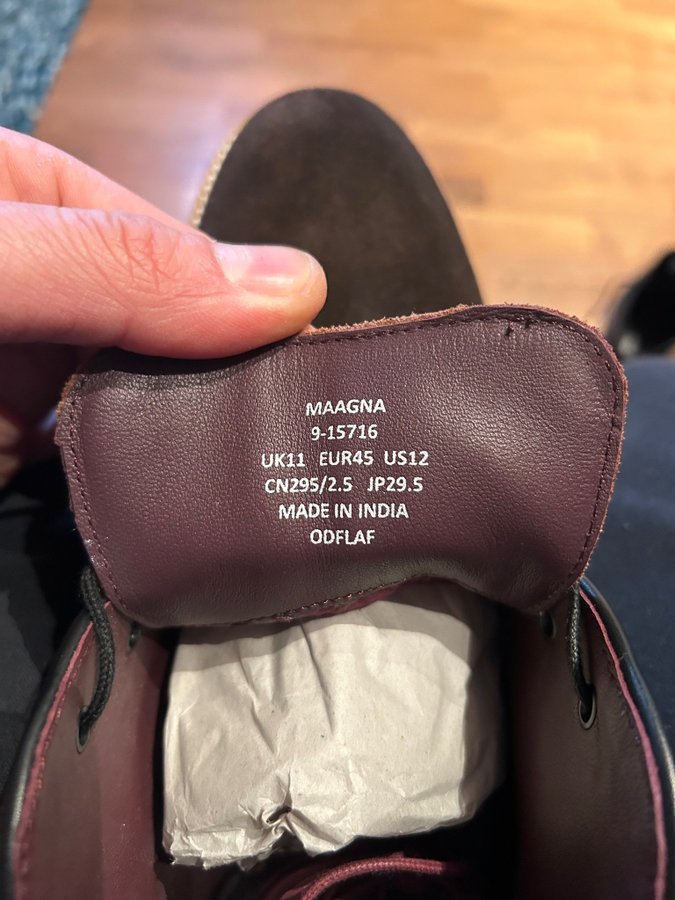 MAAGNA
9-15716
UK11 EUR45 US12
CN295/2.5 JP29.5
MADE IN INDIA
ODFLAF